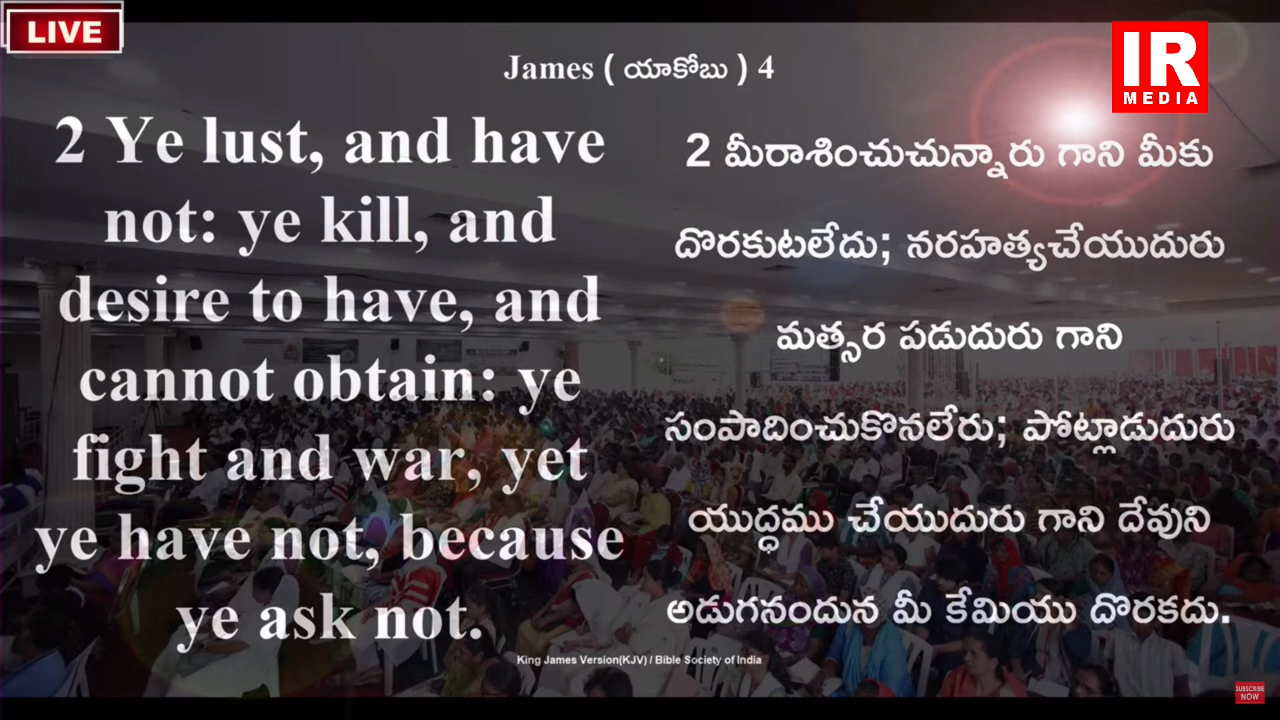 LIVE
IR
MEDIA
James ( యాకోబు ) 4
2 Ye lust, and have
not: ye kill, and
desire to have, and
cannot obtain: ye
fight and war, yet
ye have not, because
ye ask not.
2 మీరాశించుచున్నారు గాని మీకు
దొరకుటలేదు; నరహత్యచేయుదురు
మత్సర పడుదురు గాని
సంపాదించుకొనలేరు; పోట్లాడుదురు
యుద్ధము చేయుదురు గాని దేవుని
అడుగనందున మీ కేమియు దొరకదు.
King James Version(KJV) / Bible Society of India
SUBSCRIBE
NOW